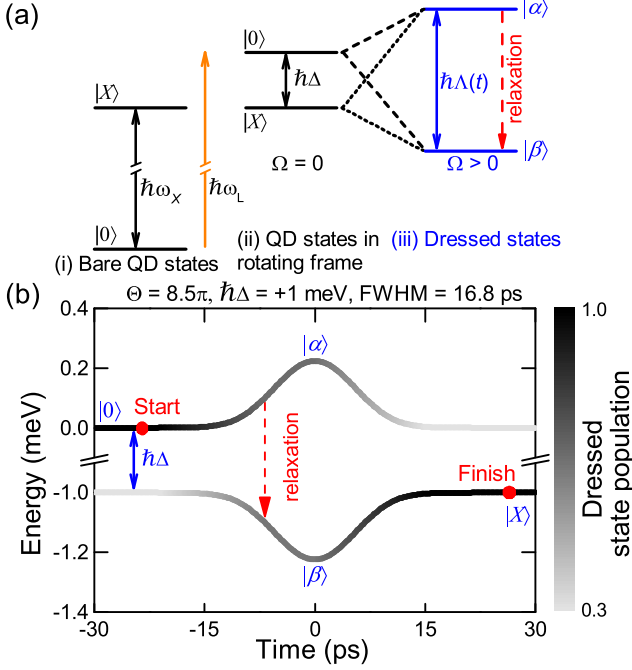 (a)
|0⟩
|α⟩
ħΔ
ħΛ(t)
relaxation
|X⟩
|X⟩
|β⟩
Ω = 0
Ω > 0
ħωX
ħωL
|0⟩
(i) Bare QD states
(ii) QD states in rotating frame
(iii) Dressed states
(b)
Θ = 8.5π, ħΔ = +1 meV, FWHM = 16.8 ps
0.4
0.2
0.0
-1.0
-1.2
-1.4
Energy (meV)
|α⟩
|0⟩
Start
ħΔ
relaxation
Finish
|X⟩
|β⟩
-30
-15
0
15
30
Time (ps)
1.0
0.3
Dressed
state population